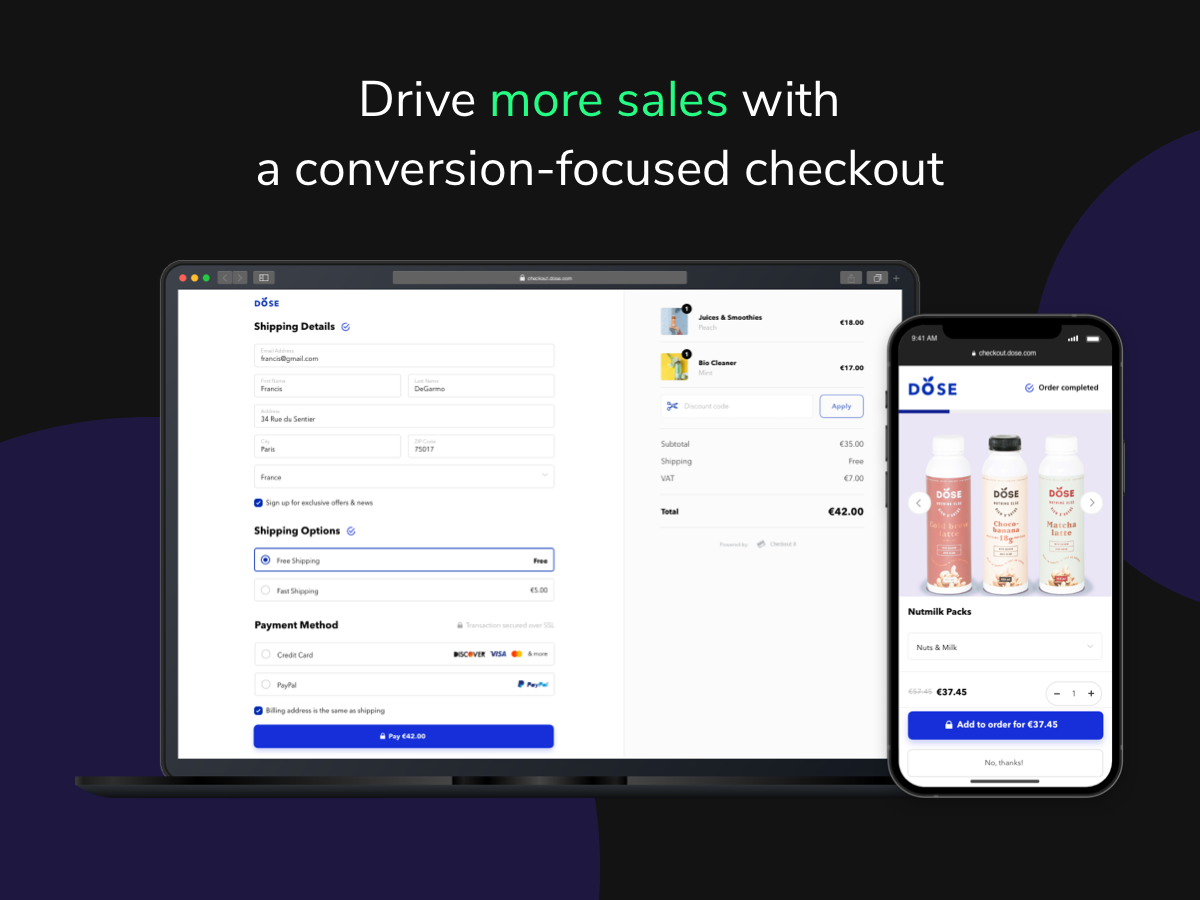 Drive more sales with
a conversion-focused checkout
checkout.dose.com
DOSE
Shipping Details
Email Address
francis@gmail.com
First Name
Francis
Last Name
DeGarmo
Address
34 Rue du Sentier
City
Paris
ZIP Code
75017
France
Sign up for exclusive offers & news
Shipping Options
Free Shipping Free
Fast Shipping €5.00
Payment Method Transaction secured over SSL
Credit Card DISCOVER VISA & more
PayPal PayPal
Billing address is the same as shipping
Pay €42.00
1
Juices & Smoothies
Peach
€18.00
1
Bio Cleaner
Mint
€17.00
Discount code Apply
Subtotal €35.00
Shipping Free
VAT €7.00
Total €42.00
Powered by Checkout X
9:41 AM
checkout.dose.com
DOSE Order completed
DOSE
NOTHING ELSE
Cold brew
latte
DOSE
NOTHING ELSE
Choco-
banana
18g
DOSE
NOTHING ELSE
Matcha
latte
Nutmilk Packs
Nuts & Milk
€57.45 €37.45 − 1 +
Add to order for €37.45
No, thanks!